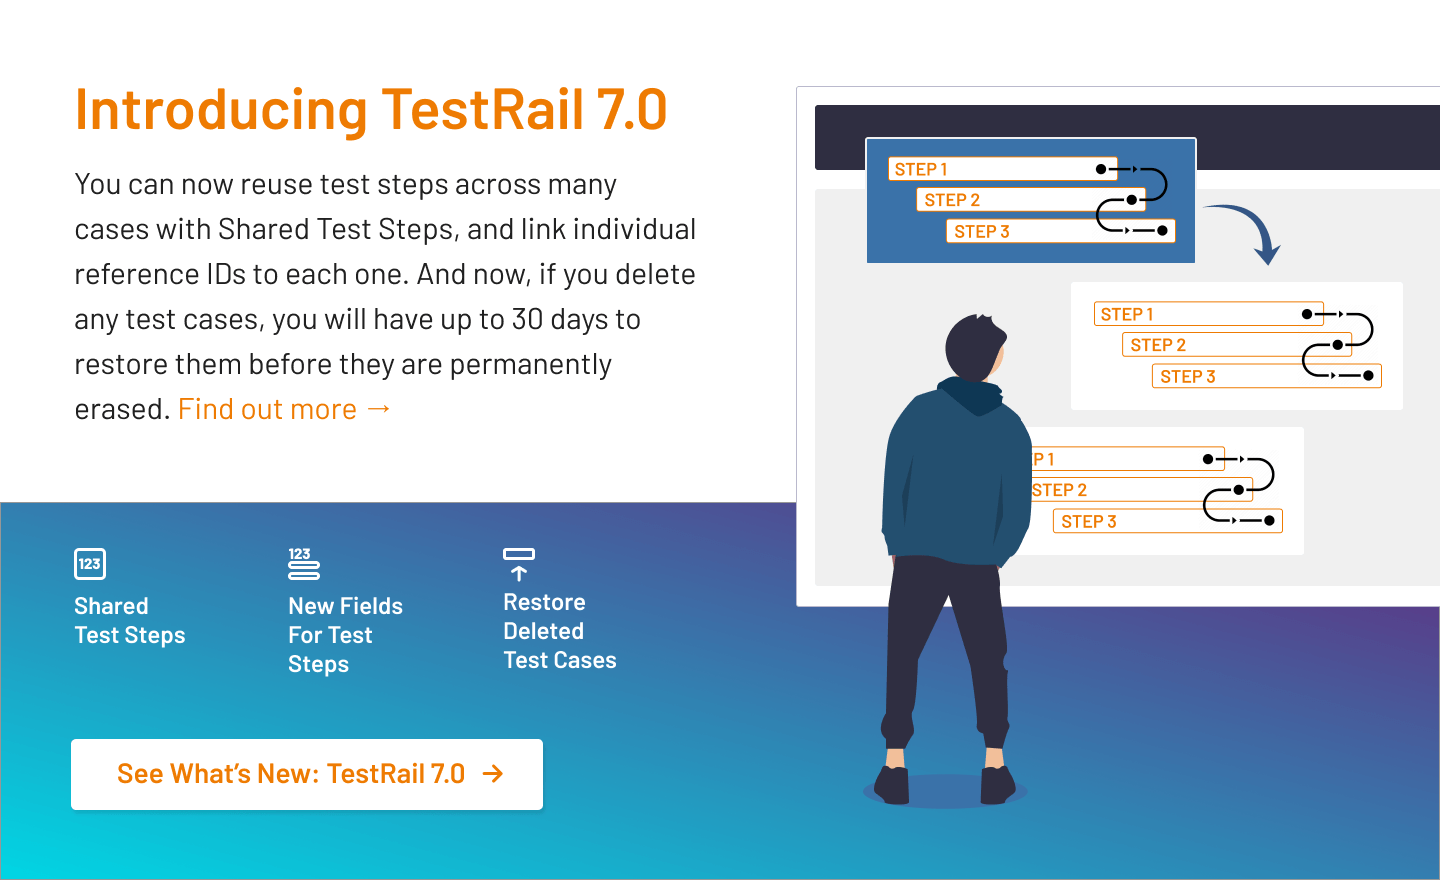 Introducing TestRail 7.0
You can now reuse test steps across many
cases with Shared Test Steps, and link individual
reference IDs to each one. And now, if you delete
any test cases, you will have up to 30 days to
restore them before they are permanently
erased. Find out more →
123
Shared
Test Steps
123
New Fields
For Test
Steps
Restore
Deleted
Test Cases
See What's New: TestRail 7.0 →
STEP 1
STEP 2
STEP 3
STEP 1
STEP 2
STEP 3
EP 1
STEP 2
STEP 3